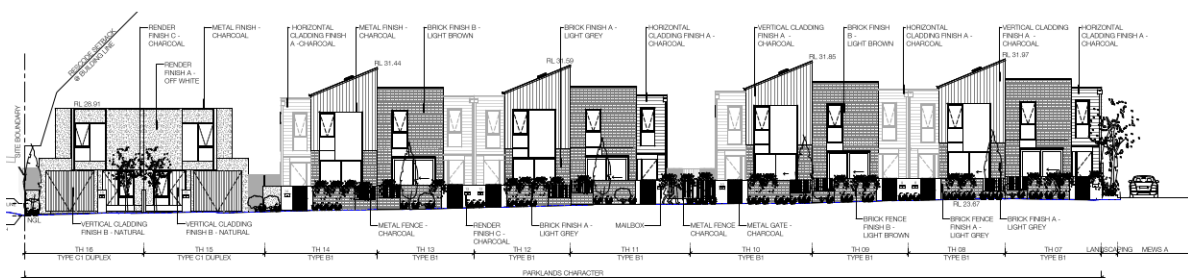 RENDER
FINISH C -
CHARCOAL
METAL FINISH -
CHARCOAL
HORIZONTAL
CLADDING FINISH
A -CHARCOAL
METAL FINISH -
CHARCOAL
BRICK FINISH B -
LIGHT BROWN
BRICK FINISH A -
LIGHT GREY
HORIZONTAL
CLADDING FINISH A -
CHARCOAL
VERTICAL CLADDING
FINISH A -
CHARCOAL
BRICK FINISH
B -
LIGHT BROWN
HORIZONTAL
CLADDING FINISH A -
CHARCOAL
VERTICAL CLADDING
FINISH A -
CHARCOAL
HORIZONTAL
CLADDING FINISH A -
CHARCOAL
RESCODE SETBACK
@ BUILDING LINE
RENDER
FINISH A -
OFF WHITE
RL 28.91
RL 31.44
RL 31.59
RL 31.85
RL 31.97
SITE BOUNDARY
NGL
RL 23.67
VERTICAL CLADDING
FINISH B - NATURAL
VERTICAL CLADDING
FINISH B - NATURAL
METAL FENCE -
CHARCOAL
RENDER
FINISH C -
CHARCOAL
BRICK FINISH A -
LIGHT GREY
MAILBOX
METAL FENCE -
CHARCOAL
METAL GATE -
CHARCOAL
BRICK FENCE
FINISH B -
LIGHT BROWN
BRICK FENCE
FINISH A -
LIGHT GREY
BRICK FINISH A -
LIGHT GREY
TH 16
TYPE C1 DUPLEX
TH 15
TYPE C1 DUPLEX
TH 14
TYPE B1
TH 13
TYPE B1
TH 12
TYPE B1
TH 11
TYPE B1
TH 10
TYPE B1
TH 09
TYPE B1
TH 08
TYPE B1
TH 07
TYPE B1
LANDSCAPING
MEWS A
PARKLANDS CHARACTER